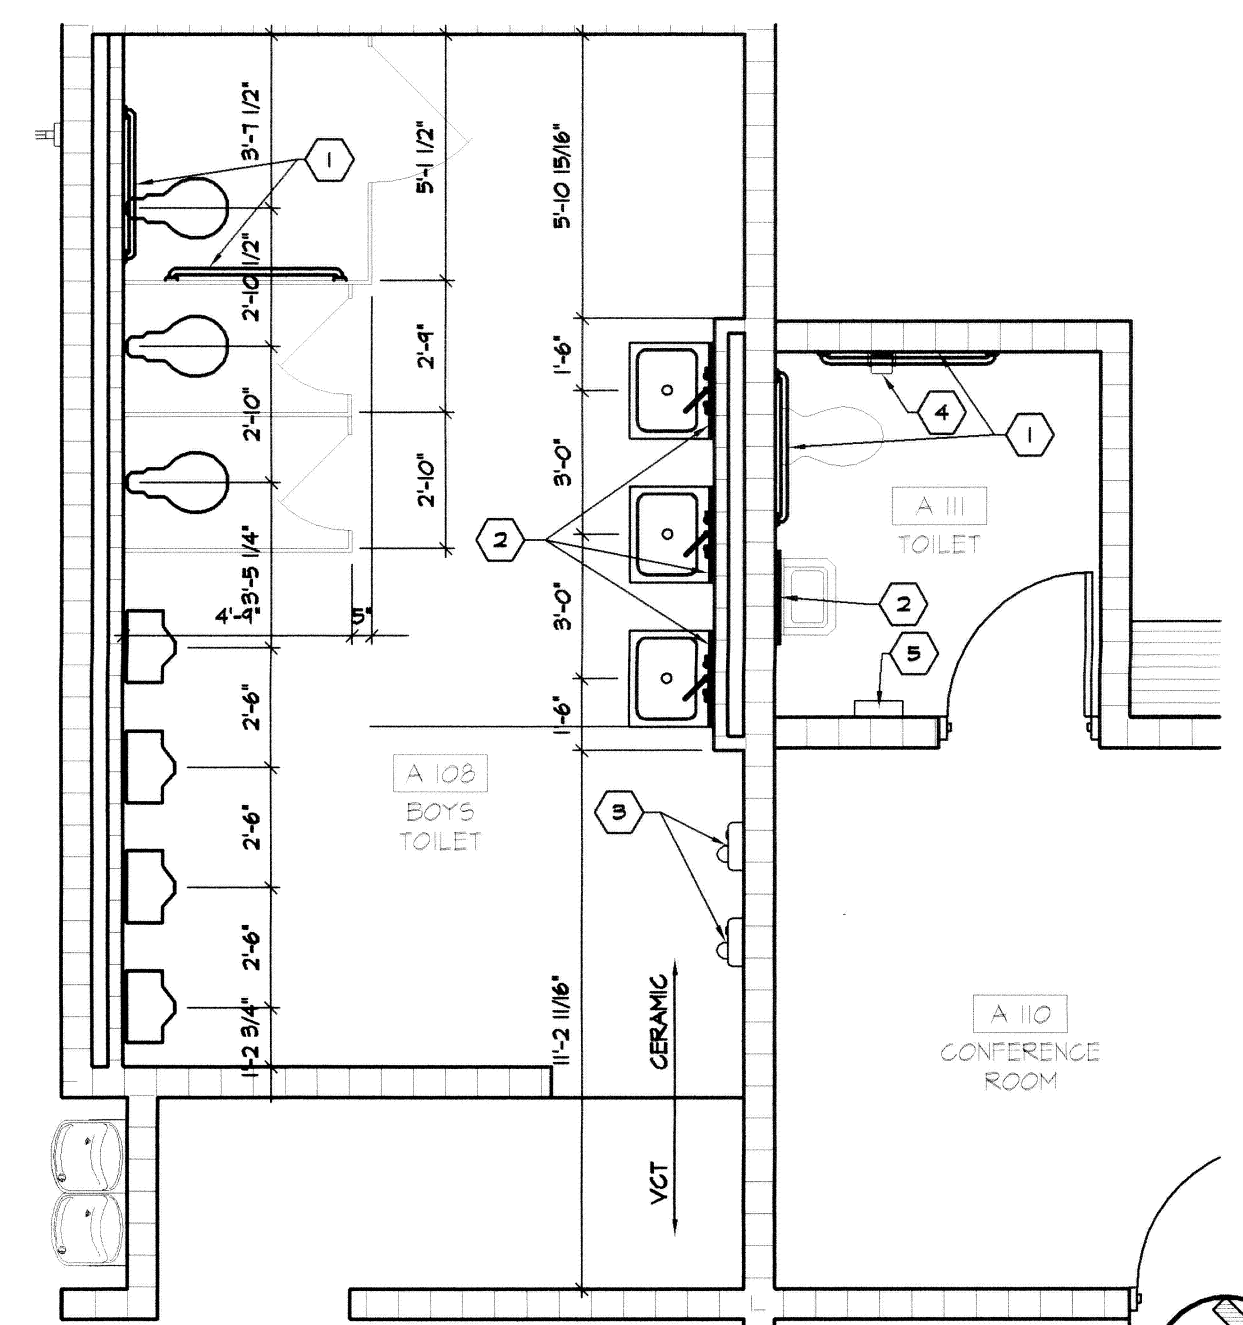 3'-7 1/2"
1
5'-1 1/2"
5'-10 15/16"
2'-10 1/2"
2'-9"
1'-6"
4
1
2'-10"
2'-10"
3'-0"
A 111
TOILET
2
3'-5 1/4"
4'-4"
5"
3'-0"
2
5
2'-6"
1'-6"
A 108
BOYS
TOILET
3
2'-6"
2'-6"
1'-2 3/4"
11'-2 11/16"
CERAMIC
A 110
CONFERENCE
ROOM
VCT